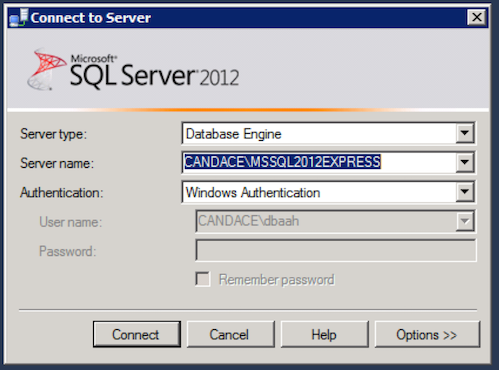 Connect to Server
Microsoft®
SQL Server 2012
Server type: Database Engine
Server name: CANDACE\MSSQL2012EXPRESS
Authentication: Windows Authentication
User name: CANDACE\dbaah
Password:
Remember password
Connect Cancel Help Options >>